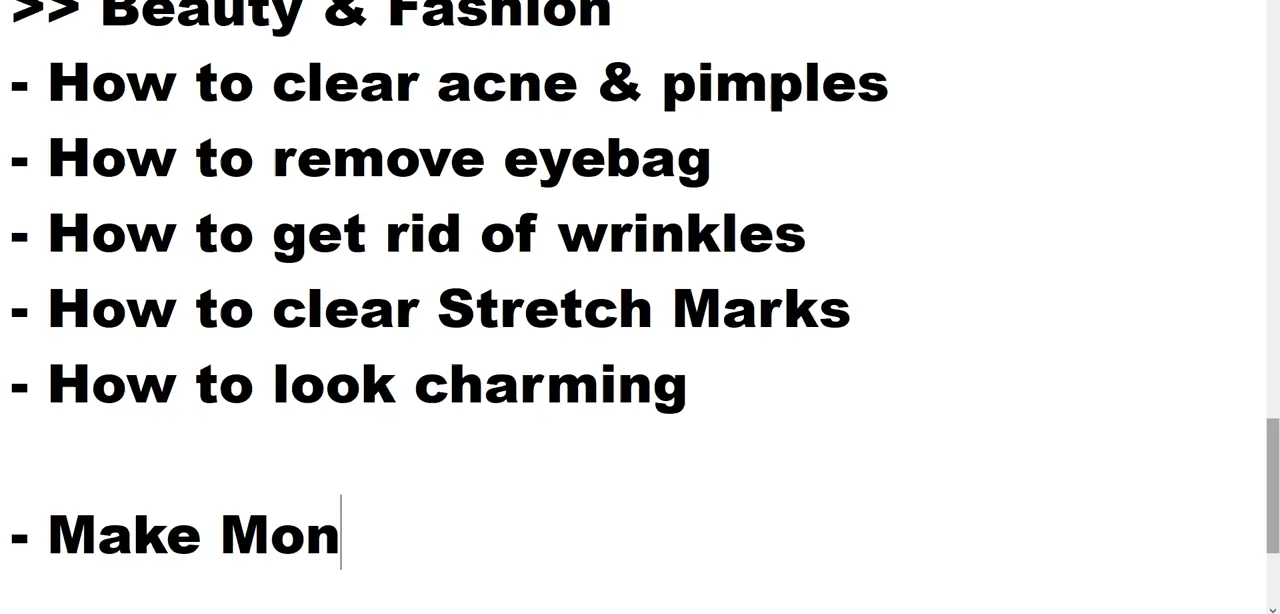 >> Beauty & Fashion
- How to clear acne & pimples
- How to remove eyebag
- How to get rid of wrinkles
- How to clear Stretch Marks
- How to look charming
- Make Mon